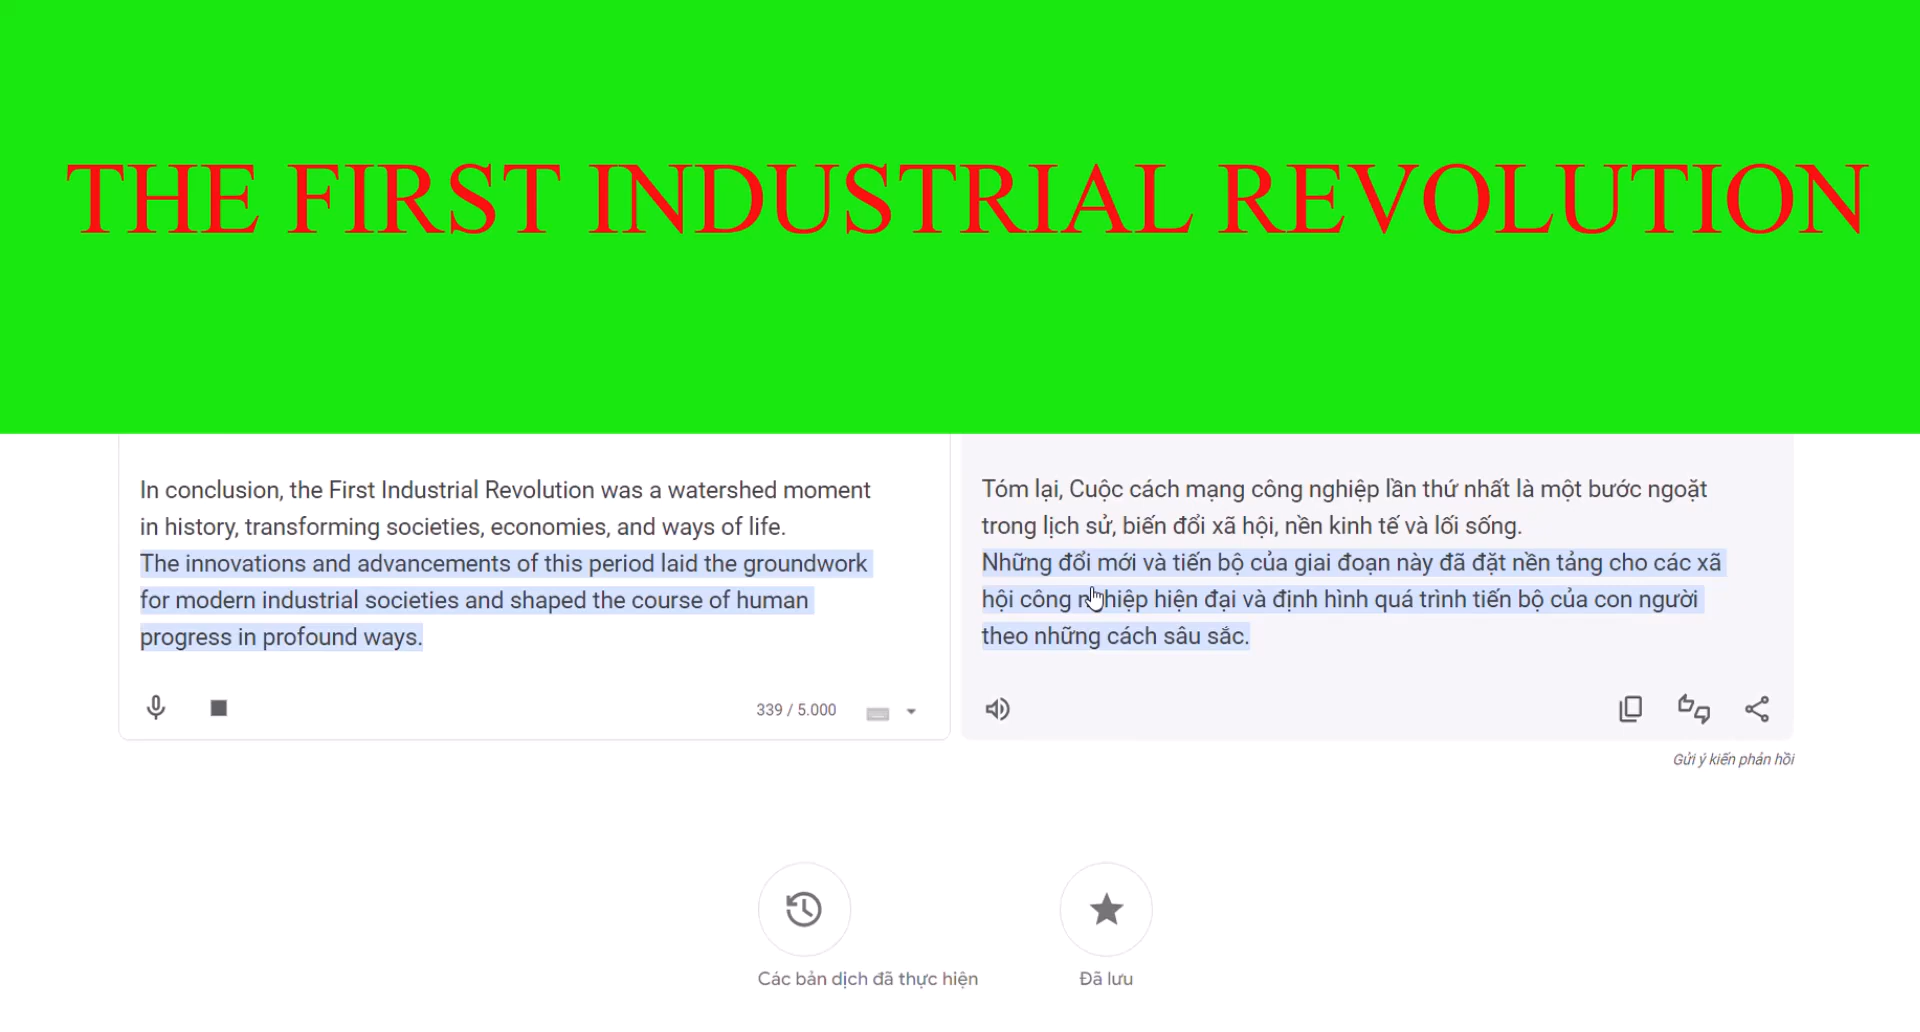 THE FIRST INDUSTRIAL REVOLUTION
In conclusion, the First Industrial Revolution was a watershed moment
in history, transforming societies, economies, and ways of life.
The innovations and advancements of this period laid the groundwork
for modern industrial societies and shaped the course of human
progress in profound ways.
339 / 5.000
Tóm lại, Cuộc cách mạng công nghiệp lần thứ nhất là một bước ngoặt
trong lịch sử, biến đổi xã hội, nền kinh tế và lối sống.
Những đổi mới và tiến bộ của giai đoạn này đã đặt nền tảng cho các xã
hội công nghiệp hiện đại và định hình quá trình tiến bộ của con người
theo những cách sâu sắc.
Gửi ý kiến phản hồi
Các bản dịch đã thực hiện
Đã lưu